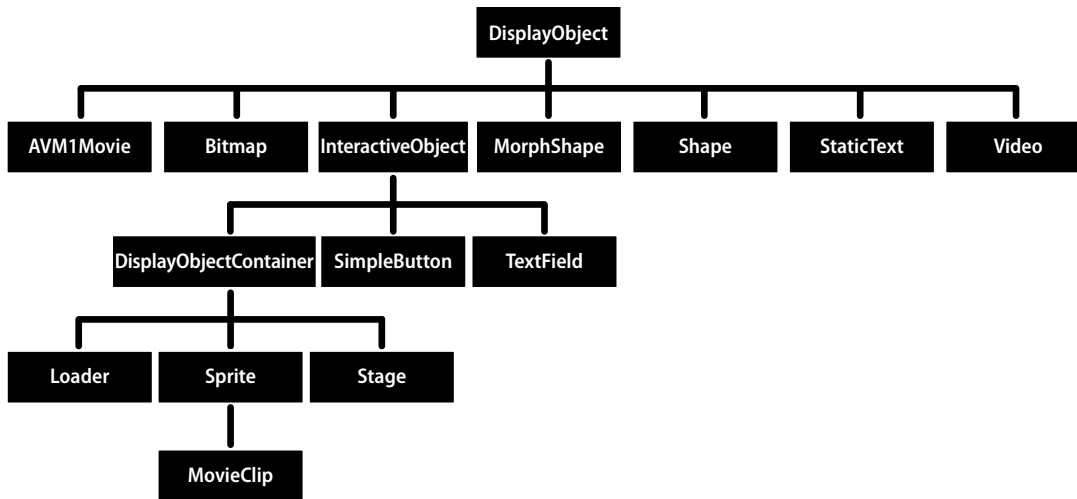 DisplayObject
AVM1Movie
Bitmap
InteractiveObject
MorphShape
Shape
StaticText
Video
DisplayObjectContainer
SimpleButton
TextField
Loader
Sprite
Stage
MovieClip